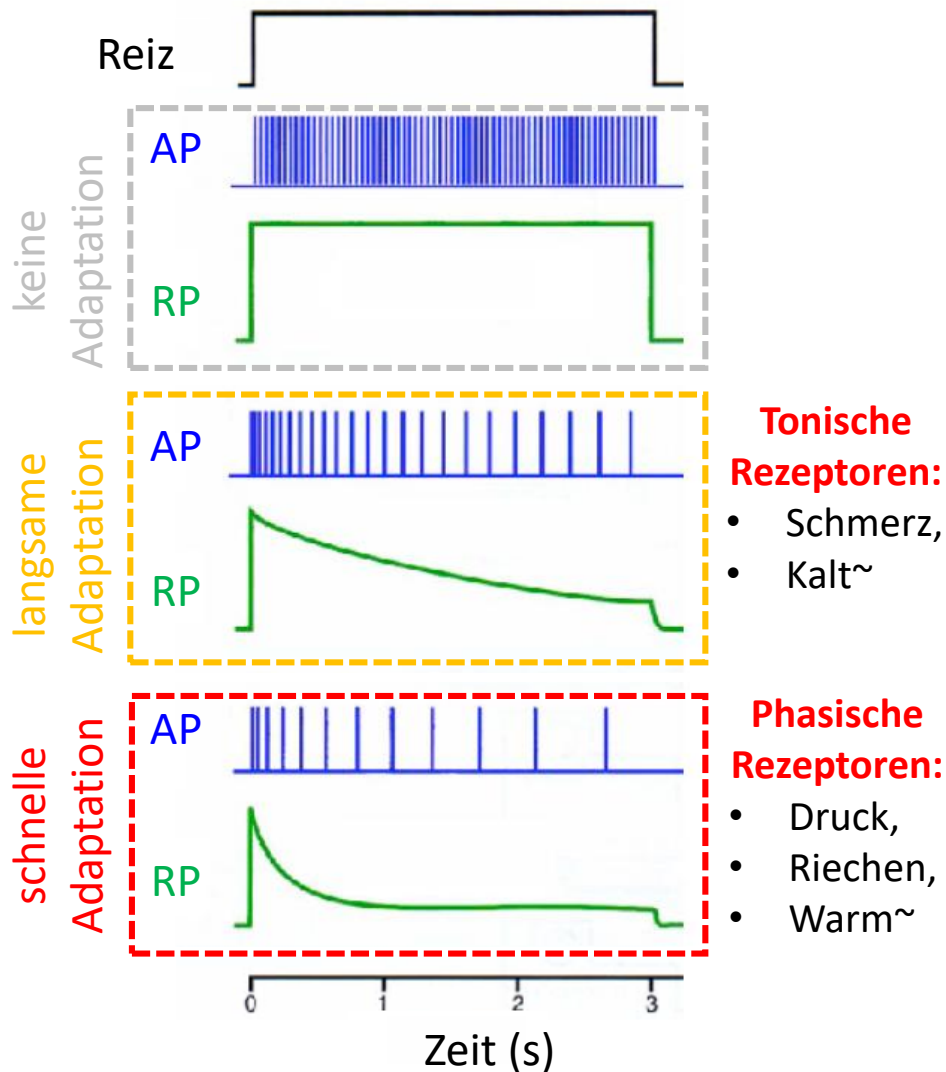 Reiz
keine
Adaptation
AP
RP
langsame
Adaptation
AP
RP
Tonische
Rezeptoren:
• Schmerz,
• Kalt~
schnelle
Adaptation
AP
RP
Phasische
Rezeptoren:
• Druck,
• Riechen,
• Warm~
0 1 2 3
Zeit (s)